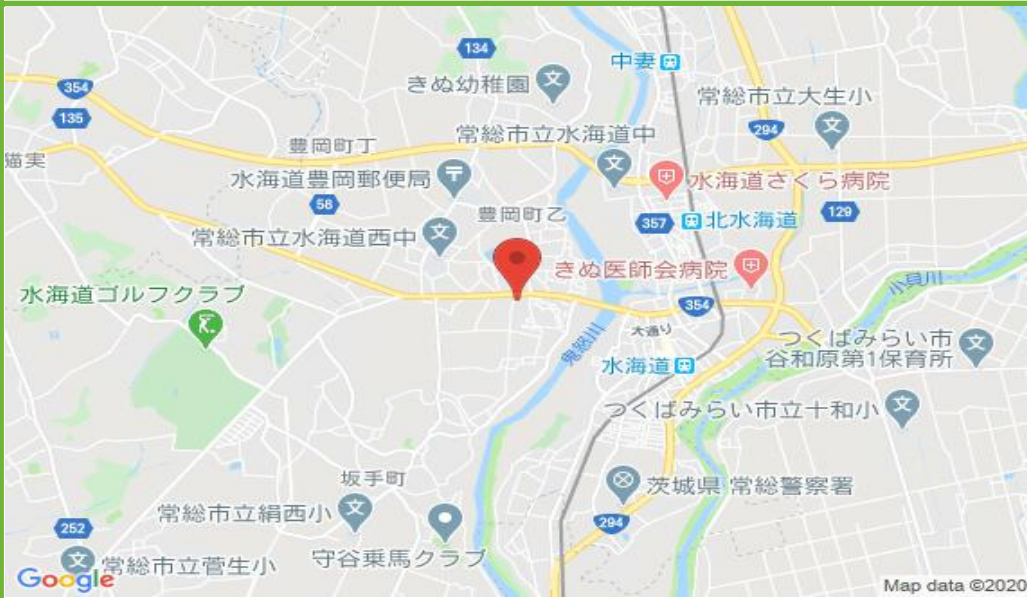 134
中妻
354
きぬ幼稚園
常総市立大生小
135
294
豊岡町丁
常総市立水海道中
猫実
水海道豊岡郵便局
水海道さくら病院
58
豊岡町乙
357
北水海道
129
常総市立水海道西中
きぬ医師会病院
小貝川
水海道ゴルフクラブ
354
大通り
つくばみらい市
谷和原第1保育所
鬼怒川
水海道
つくばみらい市立十和小
坂手町
茨城県 常総警察署
常総市立絹西小
252
294
守谷乗馬クラブ
常総市立菅生小
Google
Map data ©2020